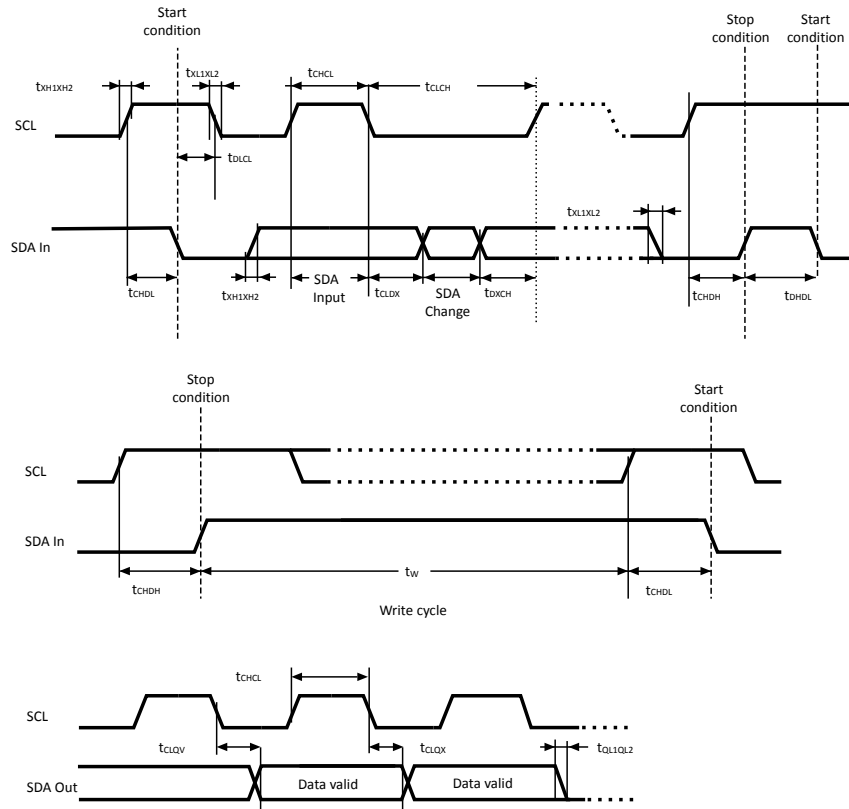 Start
condition
Stop
condition
Start
condition
tXH1XH2
tXL1XL2
tCHCL
tCLCH
SCL
tDLCL
tXL1XL2
SDA In
tCHDL
tXH1XH2
SDA
Input
tCLDX
SDA
Change
tDXCH
tCHDH
tDHDL
Stop
condition
Start
condition
SCL
SDA In
tCHDH
tW
tCHDL
Write cycle
tCHCL
SCL
tCLQV
tCLQX
tQL1QL2
SDA Out
Data valid
Data valid